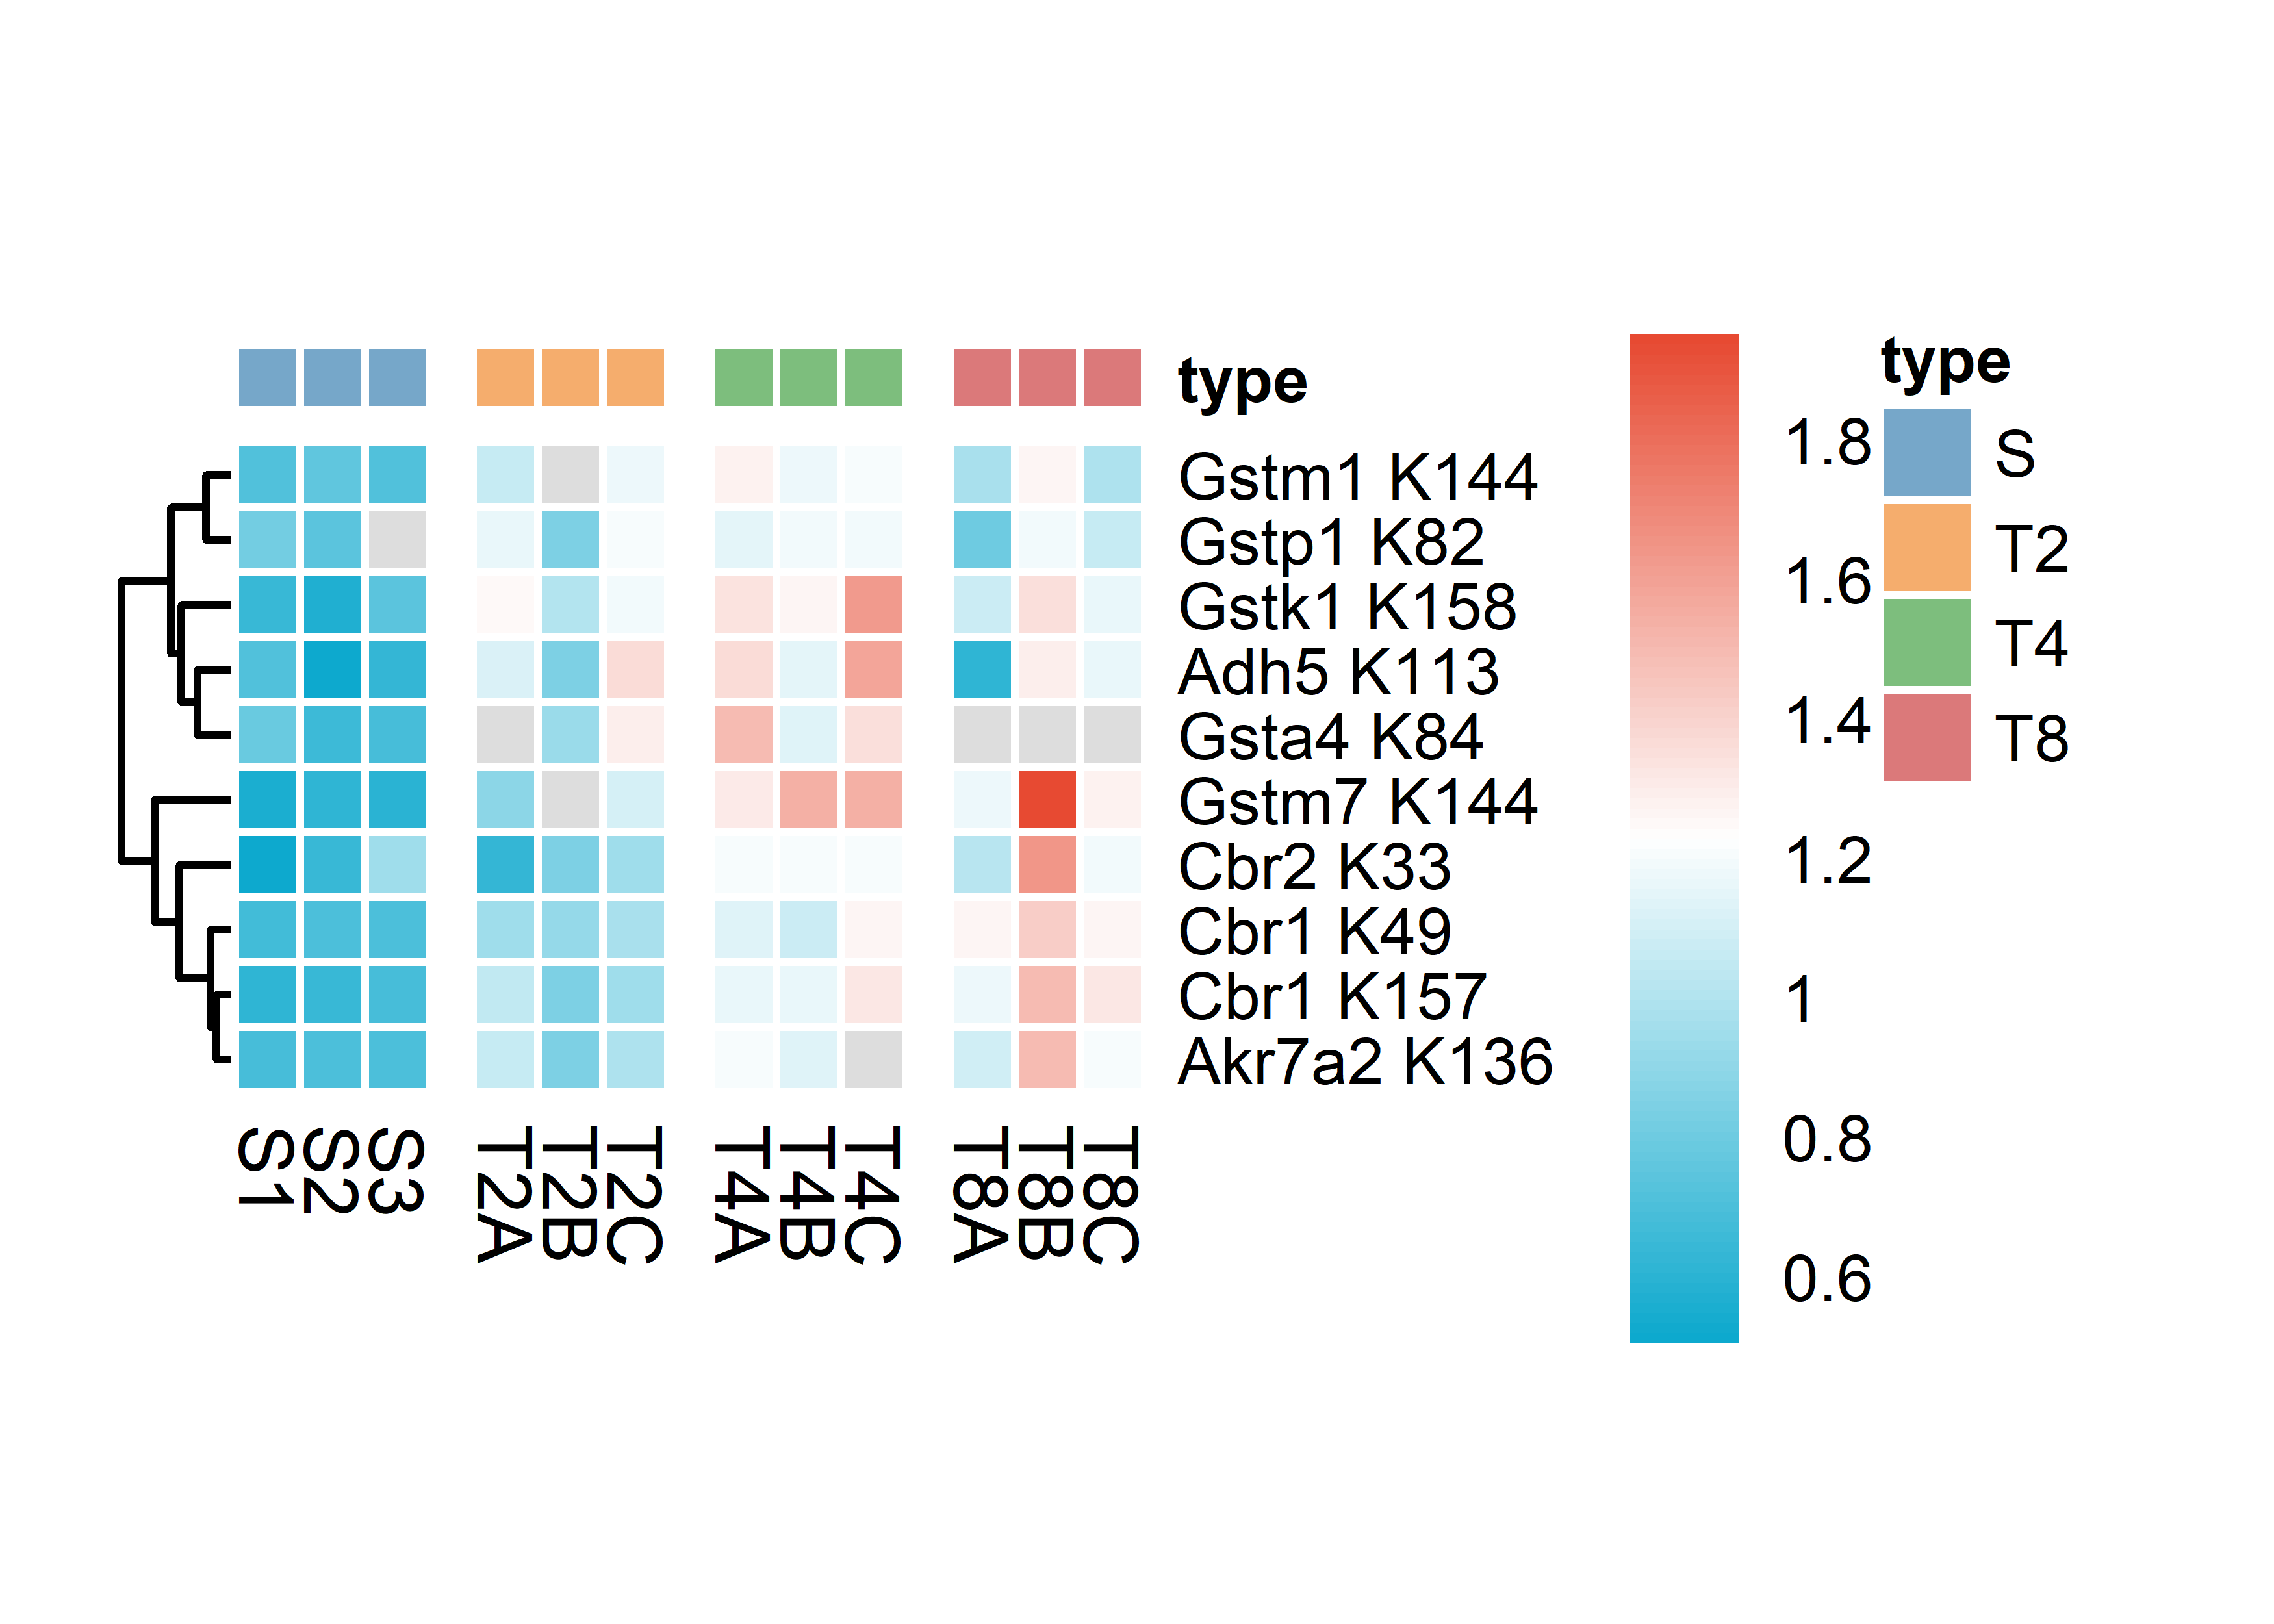 type
Gstm1 K144
Gstp1 K82
Gstk1 K158
Adh5 K113
Gsta4 K84
Gstm7 K144
Cbr2 K33
Cbr1 K49
Cbr1 K157
Akr7a2 K136
S1
S2
S3
T2A
T2B
T2C
T4A
T4B
T4C
T8A
T8B
T8C
1.8
1.6
1.4
1.2
1
0.8
0.6
type
S
T2
T4
T8